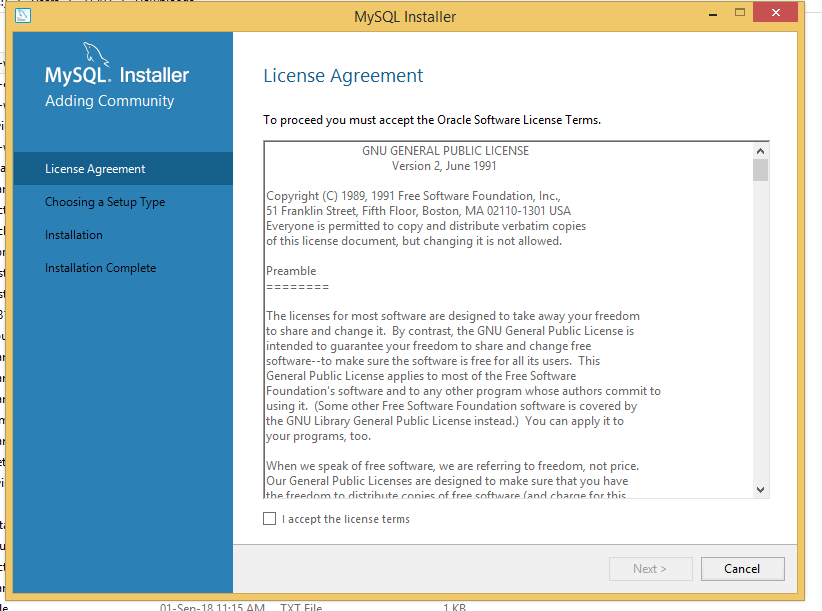 MySQL Installer
MySQL. Installer
Adding Community
License Agreement
Choosing a Setup Type
Installation
Installation Complete
License Agreement
To proceed you must accept the Oracle Software License Terms.
GNU GENERAL PUBLIC LICENSE
Version 2, June 1991
Copyright (C) 1989, 1991 Free Software Foundation, Inc.,
51 Franklin Street, Fifth Floor, Boston, MA 02110-1301 USA
Everyone is permitted to copy and distribute verbatim copies
of this license document, but changing it is not allowed.
Preamble
========
The licenses for most software are designed to take away your freedom
to share and change it.  By contrast, the GNU General Public License is
intended to guarantee your freedom to share and change free
software--to make sure the software is free for all its users.  This
General Public License applies to most of the Free Software
Foundation's software and to any other program whose authors commit to
using it.  (Some other Free Software Foundation software is covered by
the GNU Library General Public License instead.)  You can apply it to
your programs, too.
When we speak of free software, we are referring to freedom, not price.
Our General Public Licenses are designed to make sure that you have
the freedom to distribute copies of free software (and charge for this
I accept the license terms
Next >
Cancel
01-Sep-18 11:15 AM TXT File 1 KB